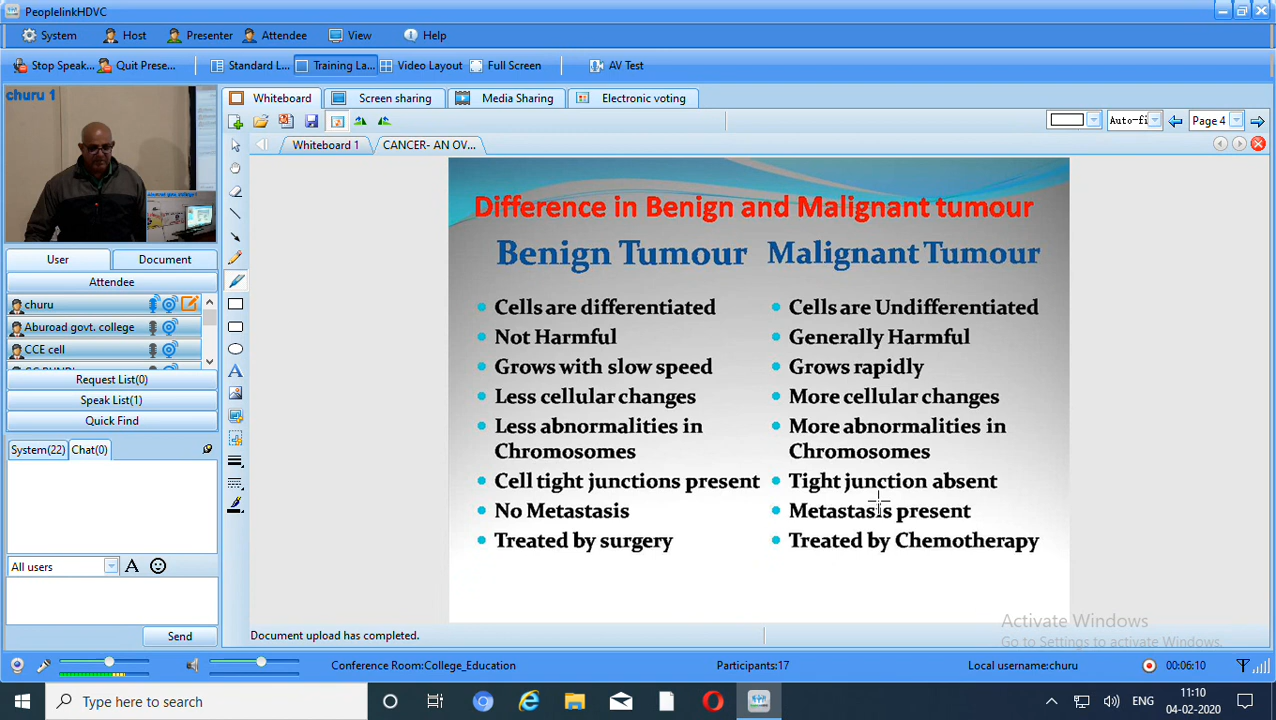 PeoplelinkHDVC
System Host Presenter Attendee View Help
Stop Speak... Quit Prese... Standard L... Training La... Video Layout Full Screen AV Test
churu 1
Whiteboard Screen sharing Media Sharing Electronic voting
Auto-fi Page 4
Whiteboard 1 CANCER- AN OV...
User Document
Attendee
churu
Aburoad govt. college
CCE cell
Request List(0)
Speak List(1)
Quick Find
System(22) Chat(0)
All users
Send
Difference in Benign and Malignant tumour
Benign Tumour
Cells are differentiated
Not Harmful
Grows with slow speed
Less cellular changes
Less abnormalities in
Chromosomes
Cell tight junctions present
No Metastasis
Treated by surgery
Malignant Tumour
Cells are Undifferentiated
Generally Harmful
Grows rapidly
More cellular changes
More abnormalities in
Chromosomes
Tight junction absent
Metastasis present
Treated by Chemotherapy
Activate Windows
Go to Settings to activate Windows.
Document upload has completed.
Conference Room:College_Education Participants:17 Local username:churu 00:06:10
Type here to search
ENG
11:10
04-02-2020